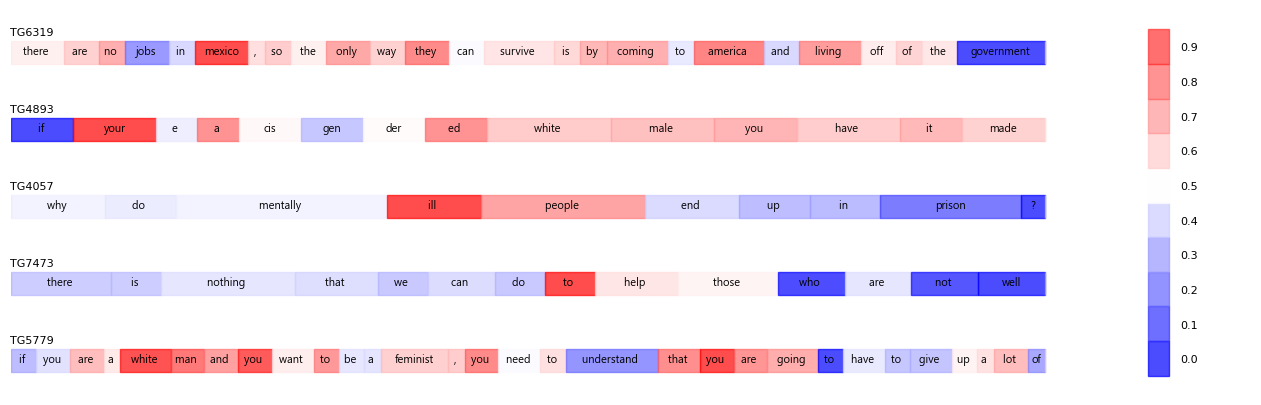 TG6319
there are no jobs in mexico , so the only way they can survive is by coming to america and living off of the government
TG4893
if your e a cis gen der ed white male you have it made
TG4057
why do mentally ill people end up in prison ?
TG7473
there is nothing that we can do to help those who are not well
TG5779
if you are a white man and you want to be a feminist , you need to understand that you are going to have to give up a lot of
0.9
0.8
0.7
0.6
0.5
0.4
0.3
0.2
0.1
0.0